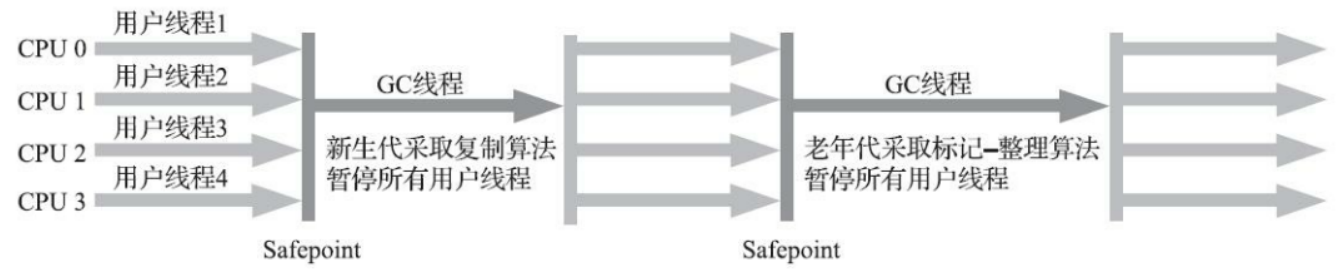 用户线程1
CPU 0
用户线程2
CPU 1
用户线程3
CPU 2
用户线程4
CPU 3
GC线程
新生代采取复制算法
暂停所有用户线程
Safepoint
GC线程
老年代采取标记–整理算法
暂停所有用户线程
Safepoint